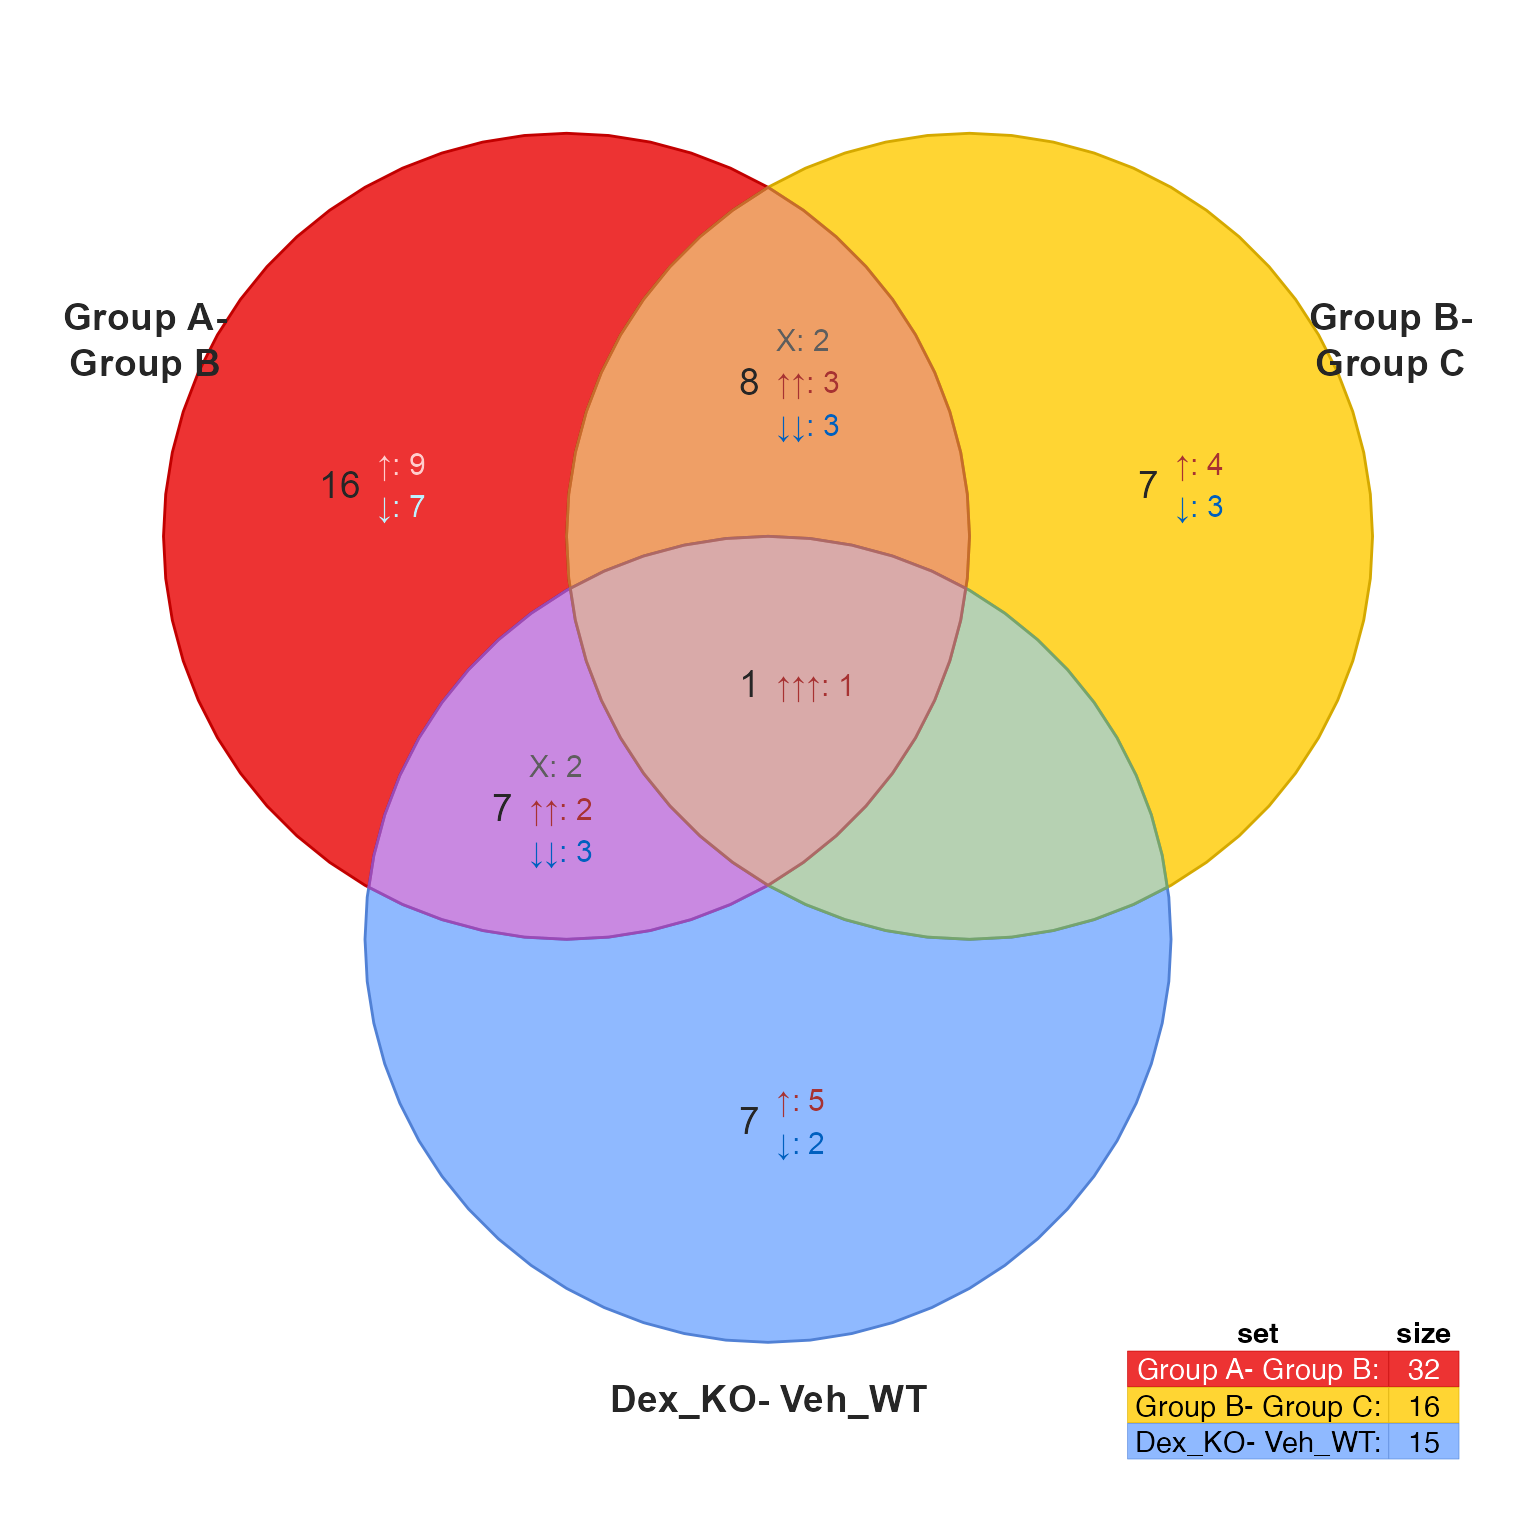 Group A-
Group B
Group B-
Group C
X: 2
8 ↑↑: 3
↓↓: 3
16 ↑: 9
↓: 7
7 ↑: 4
↓: 3
1 ↑↑↑: 1
X: 2
7 ↑↑: 2
↓↓: 3
7 ↑: 5
↓: 2
Dex_KO- Veh_WT
set size
Group A- Group B: 32
Group B- Group C: 16
Dex_KO- Veh_WT: 15